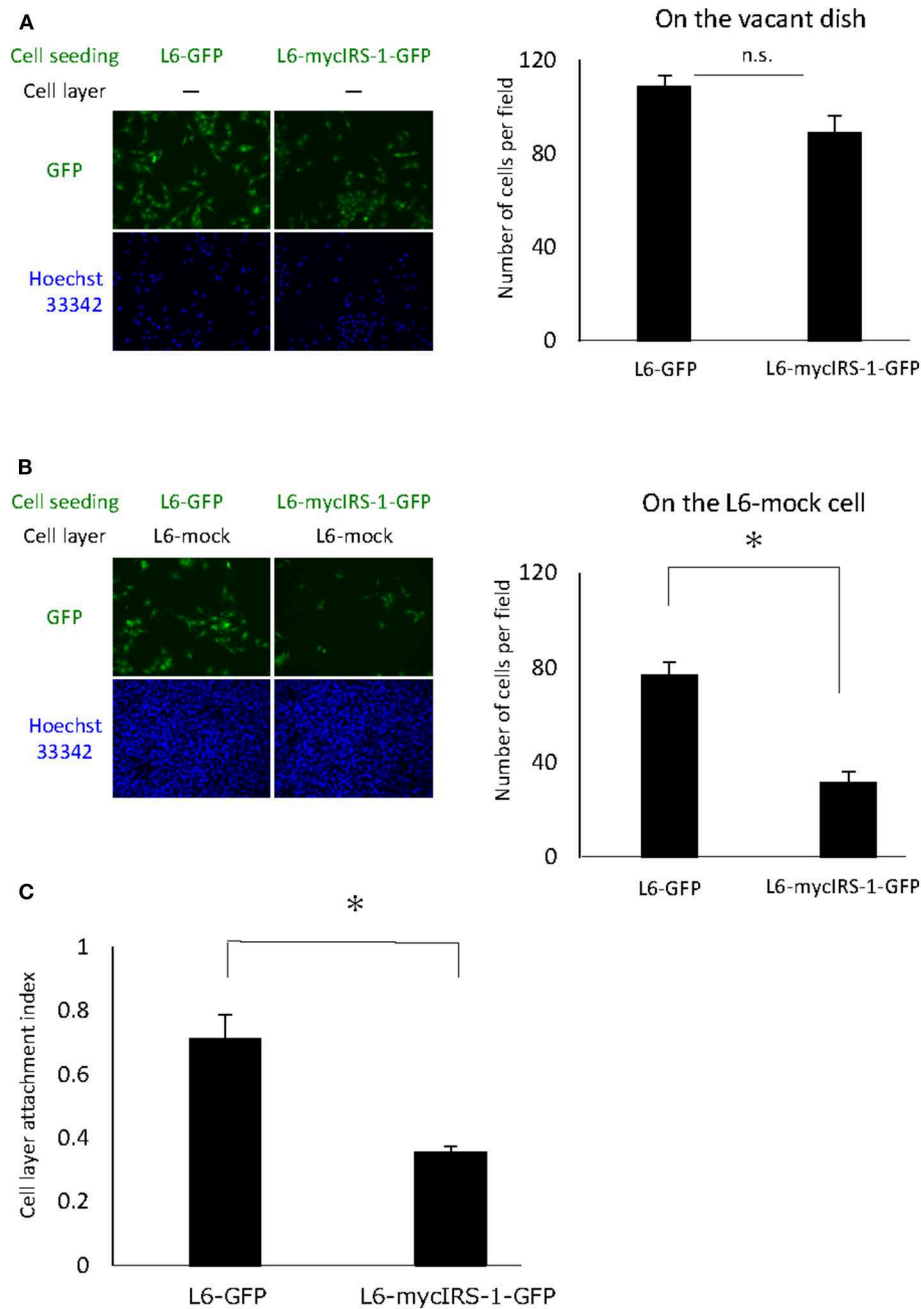 A
Cell seeding L6-GFP L6-mycIRS-1-GFP
Cell layer — —
GFP
Hoechst
33342
On the vacant dish
n.s.
Number of cells per field
120
80
40
0
L6-GFP L6-mycIRS-1-GFP
B
Cell seeding L6-GFP L6-mycIRS-1-GFP
Cell layer L6-mock L6-mock
GFP
Hoechst
33342
On the L6-mock cell
*
Number of cells per field
120
80
40
0
L6-GFP L6-mycIRS-1-GFP
C
*
Cell layer attachment index
1
0.8
0.6
0.4
0.2
0
L6-GFP L6-mycIRS-1-GFP